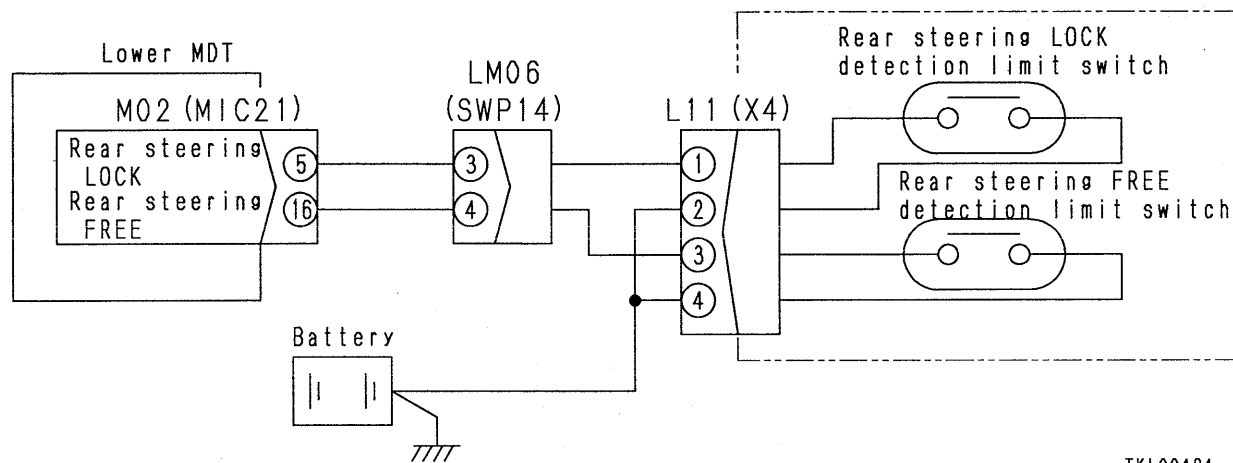 Lower MDT
M02 (MIC21)
Rear steering
LOCK
Rear steering
FREE
5
16
LM06
(SWP14)
3
4
L11 (X4)
1
2
3
4
Rear steering LOCK
detection limit switch
Rear steering FREE
detection limit switch
Battery